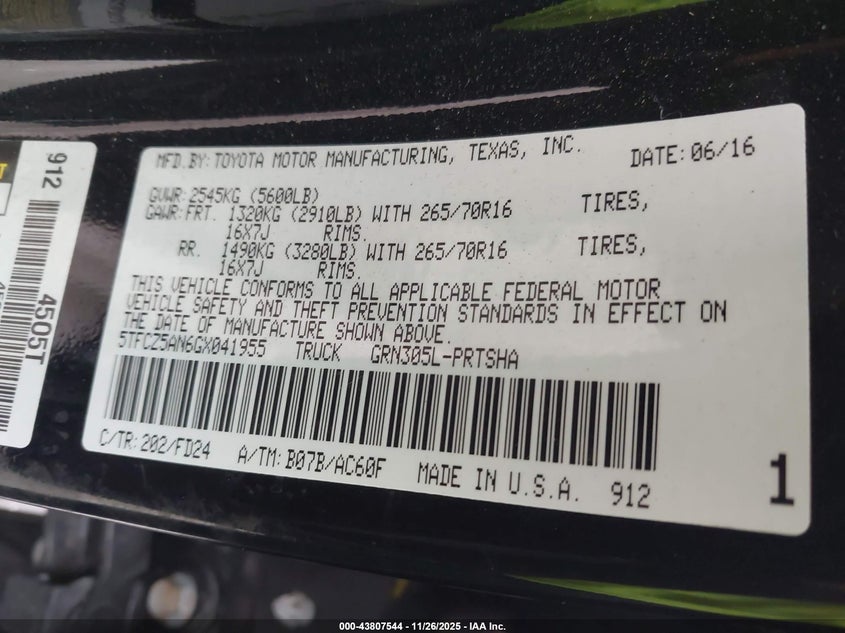 MFD.BY: TOYOTA MOTOR MANUFACTURING, TEXAS, INC. DATE: 06/16
GVWR: 2545KG (5600LB)
GAWR: FRT. 1320KG (2910LB) WITH 265/70R16 TIRES,
16X7J RIMS.
RR. 1490KG (3280LB) WITH 265/70R16 TIRES,
16X7J RIMS.
THIS VEHICLE CONFORMS TO ALL APPLICABLE FEDERAL MOTOR
VEHICLE SAFETY AND THEFT PREVENTION STANDARDS IN EFFECT ON
THE DATE OF MANUFACTURE SHOWN ABOVE.
5TFCZ5AN6GX041955 TRUCK GRN305L-PRTSHA
C/TR: 202/FD24 A/TM: B07B/AC60F MADE IN U.S.A. 912
1
912
4505T
000-43807544 - 11/26/2025 - IAA Inc.